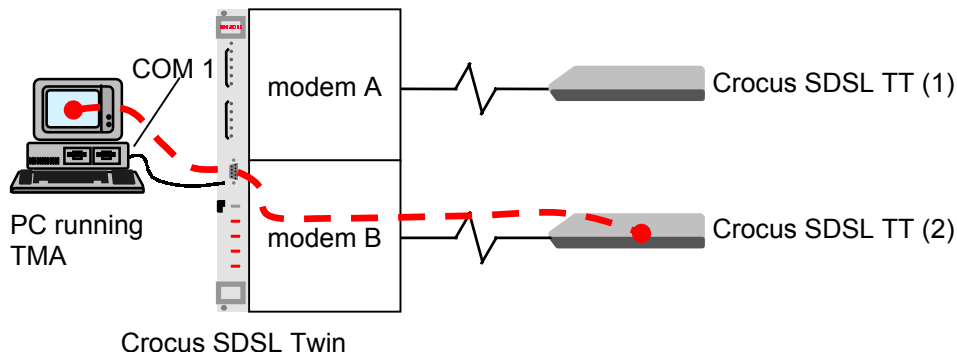 COM 1
modem A
Crocus SDSL TT (1)
PC running
TMA
modem B
Crocus SDSL TT (2)
Crocus SDSL Twin